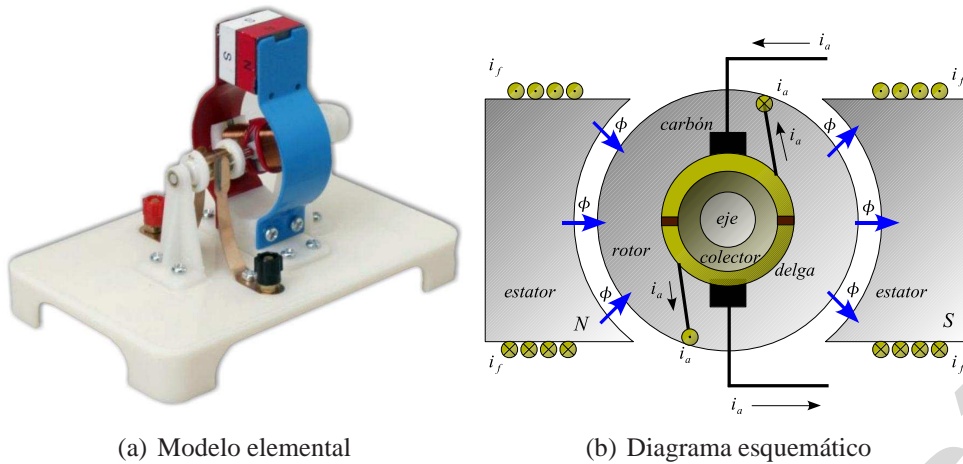 S
N
i_a
i_f
i_a
i_f
carbón
i_a
ϕ
ϕ
ϕ
eje
ϕ
rotor
colector
delga
estator
i_a
estator
ϕ
ϕ
N
S
i_f
i_a
i_f
i_a
(a) Modelo elemental
(b) Diagrama esquemático